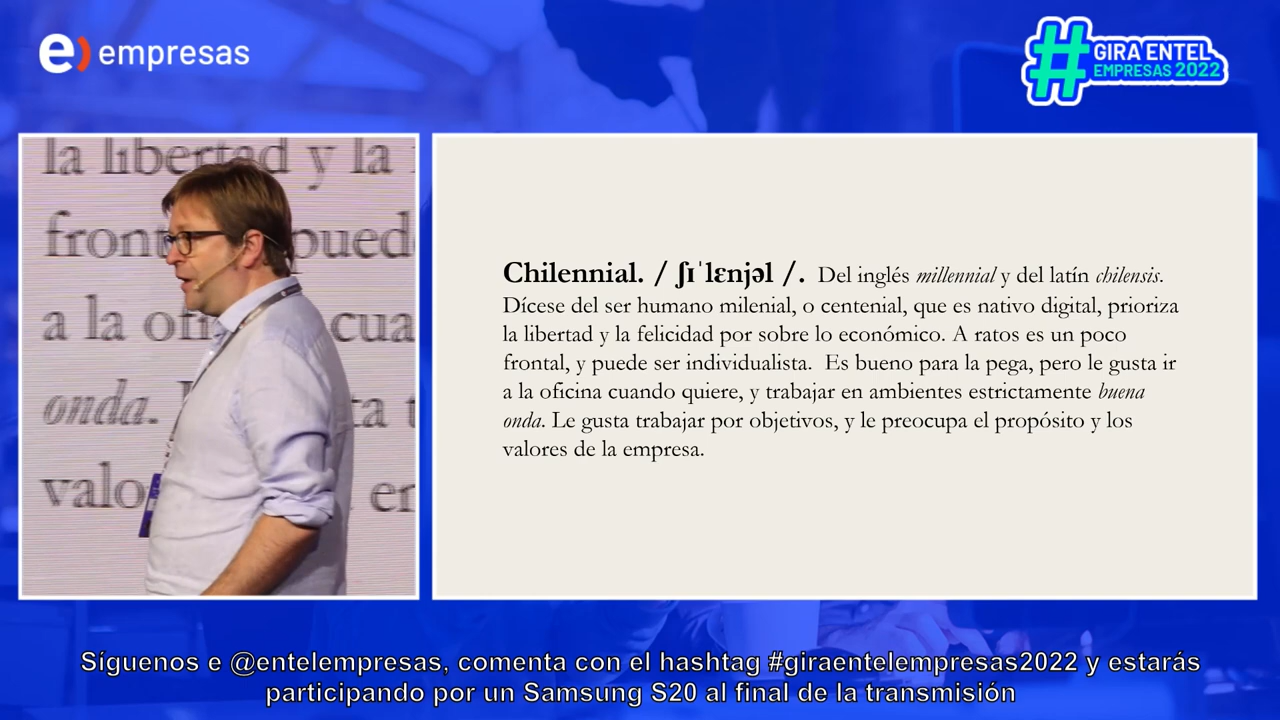 e) empresas
# GIRA ENTEL
EMPRESAS 2022
la libertad y la
puede
a la ofi cua
onda. ta t
valo en
Chilennial. / ʃɪˈlɛnjəl /. Del inglés millennial y del latín chilensis.
Dícese del ser humano milenial, o centenial, que es nativo digital, prioriza
la libertad y la felicidad por sobre lo económico. A ratos es un poco
frontal, y puede ser individualista. Es bueno para la pega, pero le gusta ir
a la oficina cuando quiere, y trabajar en ambientes estrictamente buena
onda. Le gusta trabajar por objetivos, y le preocupa el propósito y los
valores de la empresa.
Síguenos e @entelempresas, comenta con el hashtag #giraentelempresas2022 y estarás
participando por un Samsung S20 al final de la transmisión